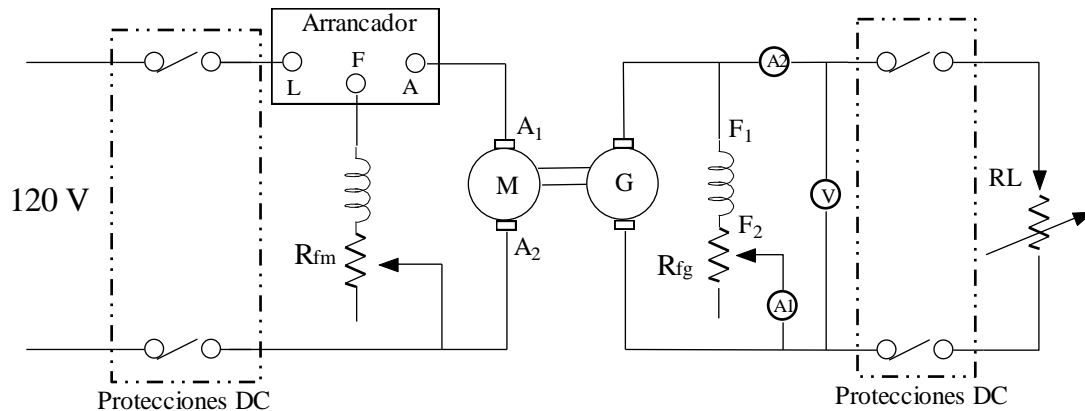 Arrancador
F
L
A
A2
A1
F1
120 V
M
G
V
RL
F2
A2
Rfm
Rfg
A1
Protecciones DC
Protecciones DC